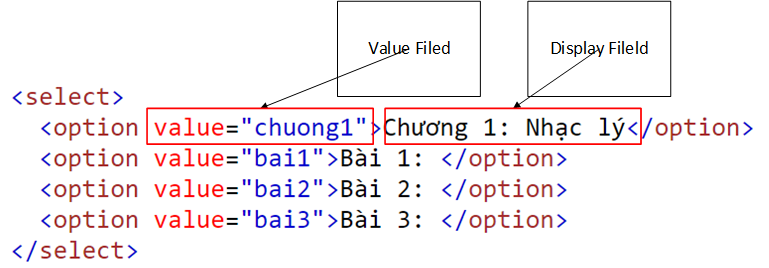 Value Filed
Display Fileld
<select>
<option value="chuong1">Chương 1: Nhạc lý</option>
<option value="bai1">Bài 1: </option>
<option value="bai2">Bài 2: </option>
<option value="bai3">Bài 3: </option>
</select>